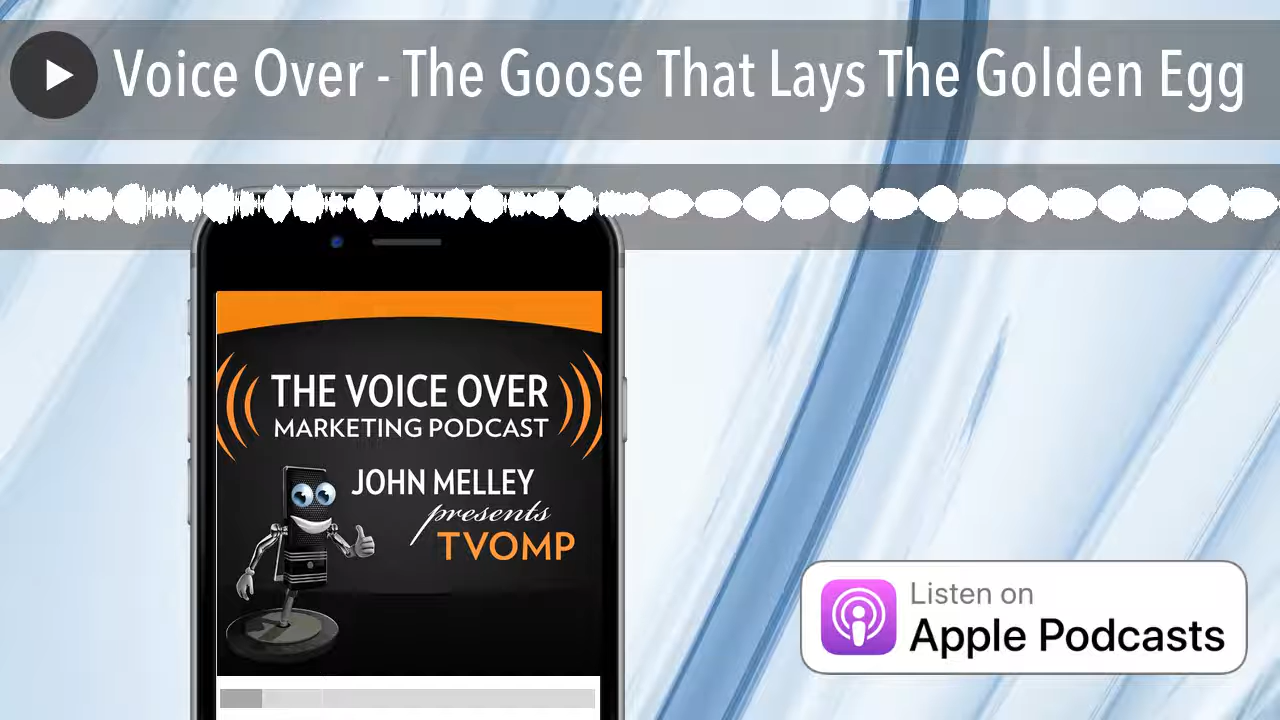 Voice Over - The Goose That Lays The Golden Egg
THE VOICE OVER
MARKETING PODCAST
JOHN MELLEY
presents
TVOMP
Listen on
Apple Podcasts